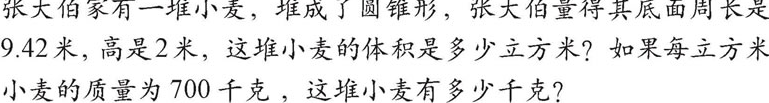 张大伯家有一堆小麦，堆成了圆锥形，张大伯量得其底面周长是
9.42米，高是2米，这堆小麦的体积是多少立方米？如果每立方米
小麦的质量为700千克，这堆小麦有多少千克？